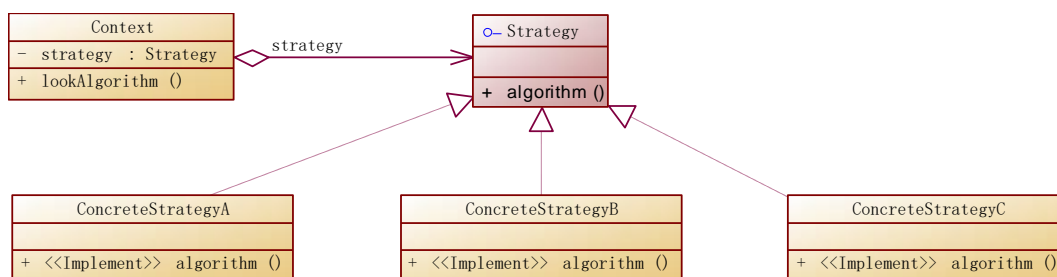 Context
- strategy : Strategy
+ lookAlgorithm ()
strategy
Strategy
+ algorithm ()
ConcreteStrategyA
+ <<Implement>> algorithm ()
ConcreteStrategyB
+ <<Implement>> algorithm ()
ConcreteStrategyC
+ <<Implement>> algorithm ()